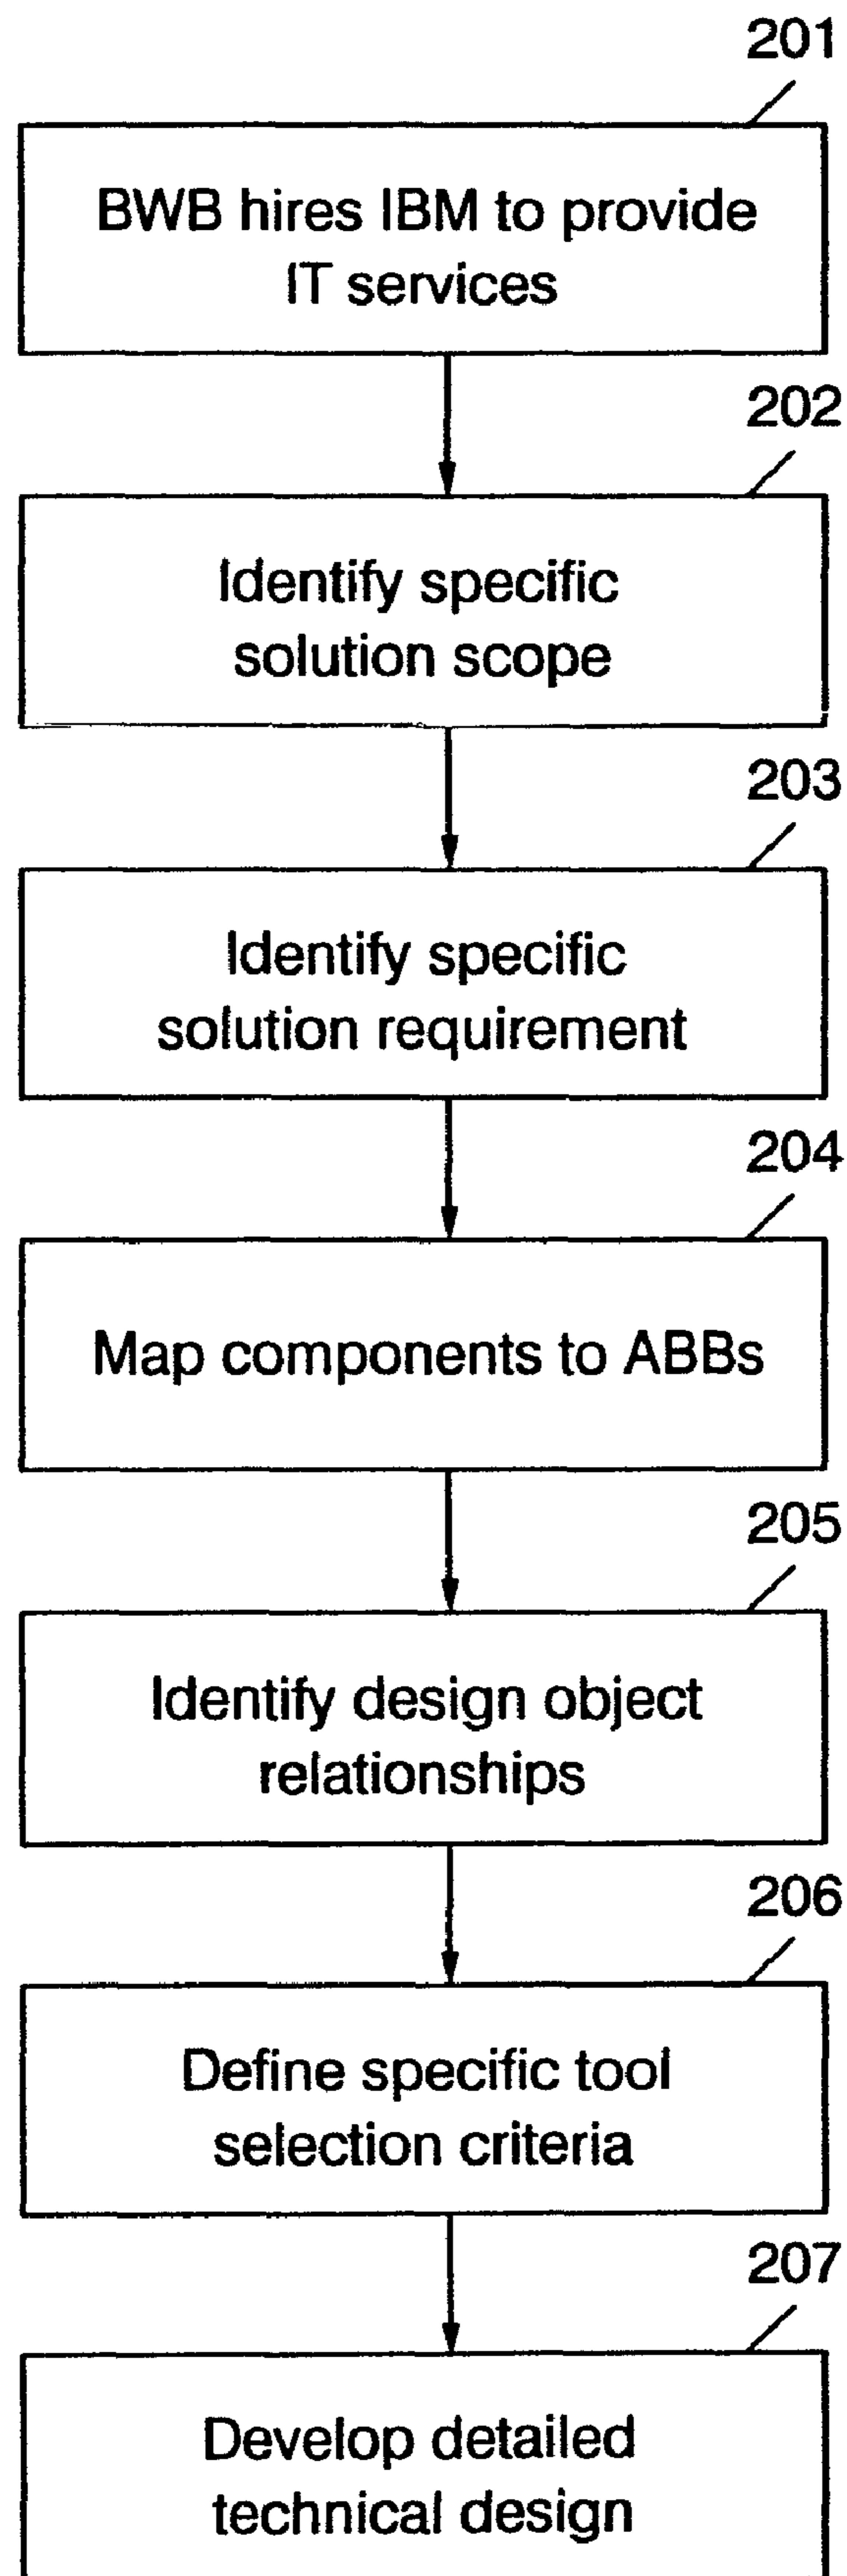 201
BWB hires IBM to provide
IT services
202
Identify specific
solution scope
203
Identify specific
solution requirement
204
Map components to ABBs
205
Identify design object
relationships
206
Define specific tool
selection criteria
207
Develop detailed
technical design